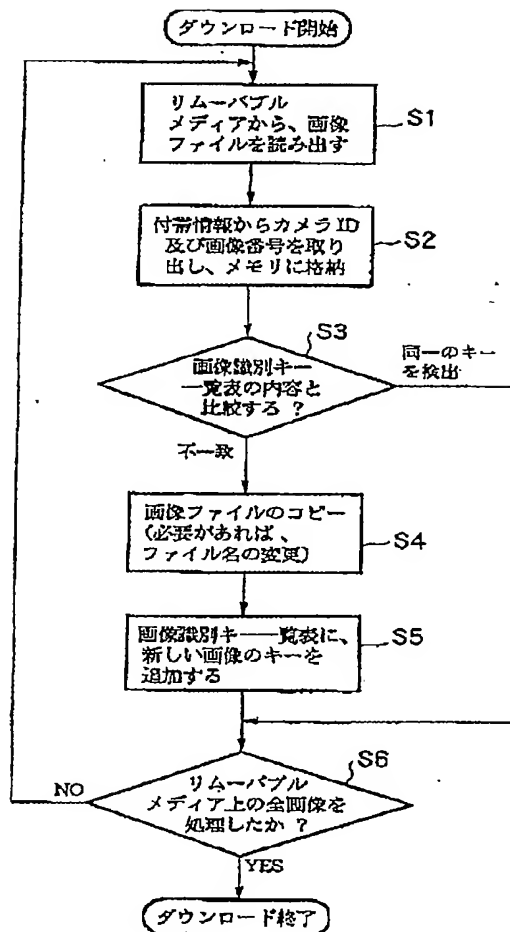 ダウンロード開始
リムーバブル
メディアから、画像
ファイルを読み出す
S1
付帯情報からカメラID
及び画像番号を取り
出し、メモリに格納
S2
S3
画像識別キー
一覧表の内容と
比較する ?
同一のキー
を検出
不一致
画像ファイルのコピー
(必要があれば、
ファイル名の変更)
S4
画像識別キー一覧表に、
新しい画像のキーを
追加する
S5
S6
リムーバブル
メディア上の全画像を
処理したか ?
NO
YES
ダウンロード終了